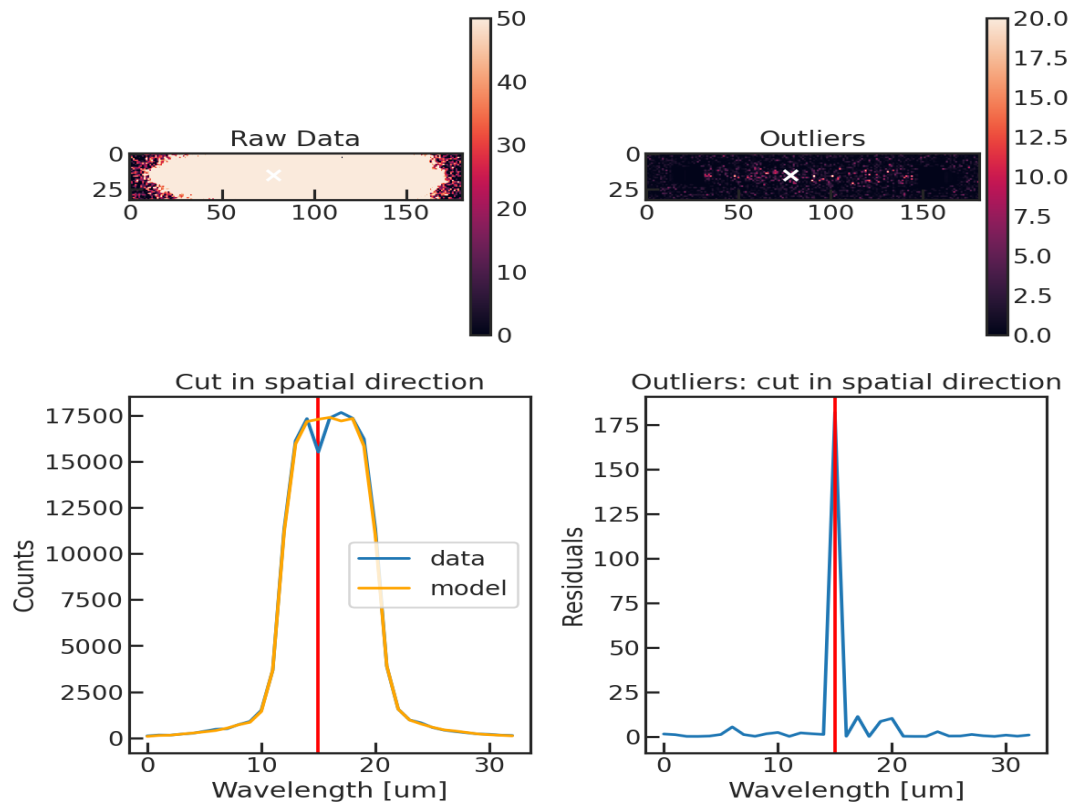 Raw Data
0
25
0 50 100 150
50
40
30
20
10
0
Outliers
0
25
0 50 100 150
20.0
17.5
15.0
12.5
10.0
7.5
5.0
2.5
0.0
Cut in spatial direction
Counts
17500
15000
12500
10000
7500
5000
2500
0
data
model
0 10 20 30
Wavelength [um]
Outliers: cut in spatial direction
Residuals
175
150
125
100
75
50
25
0
0 10 20 30
Wavelength [um]